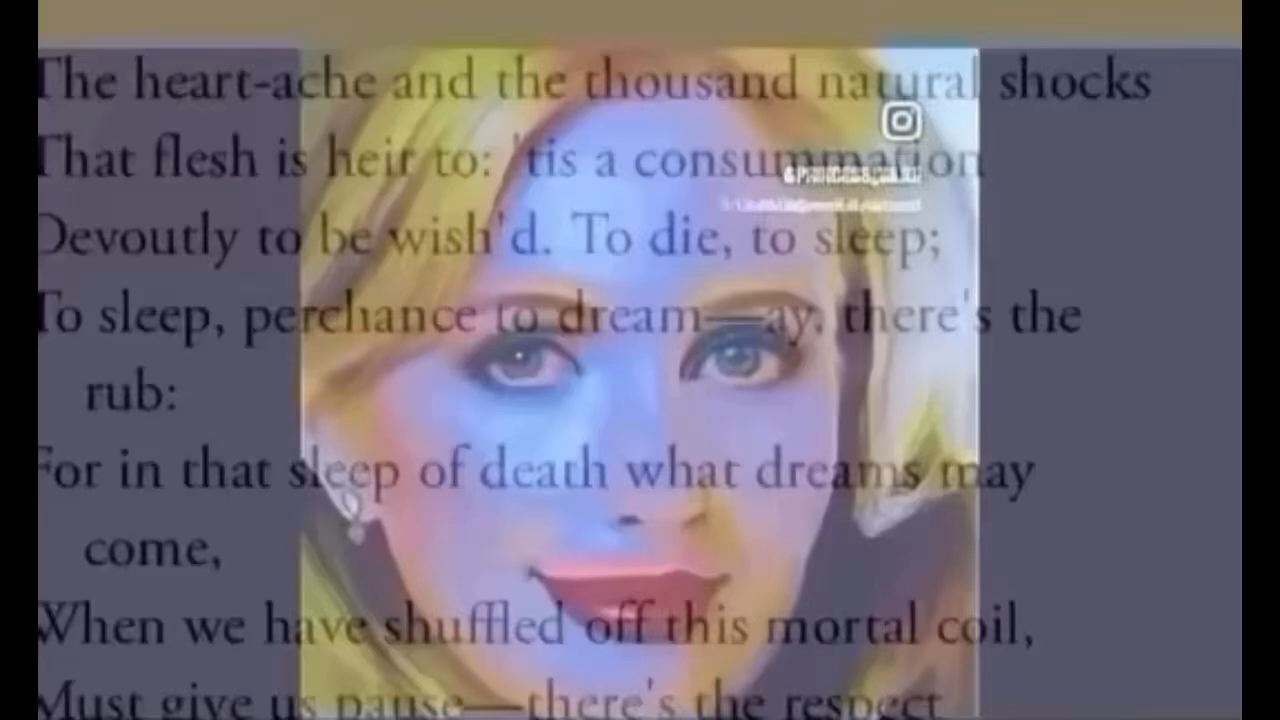 The heart-ache and the thousand natural shocks
That flesh is heir to: 'tis a consummation
Devoutly to be wish'd. To die, to sleep;
To sleep, perchance to dream—ay, there's the
rub:
For in that sleep of death what dreams may
come,
When we have shuffled off this mortal coil,
Must give us pause—there's the respect